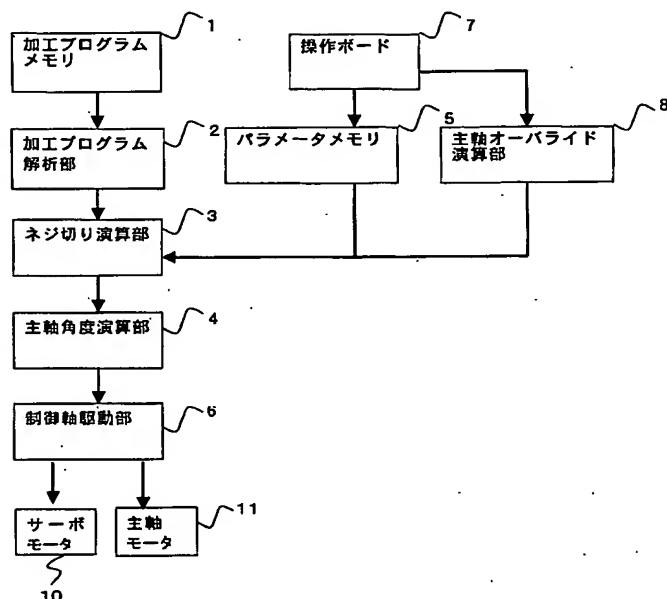 1
加工プログラム
メモリ
7
操作ボード
2
加工プログラム
解析部
5
パラメータメモリ
8
主軸オーバライド
演算部
3
ネジ切り演算部
4
主軸角度演算部
6
制御軸駆動部
サーボ
モータ
10
主軸
モータ
11